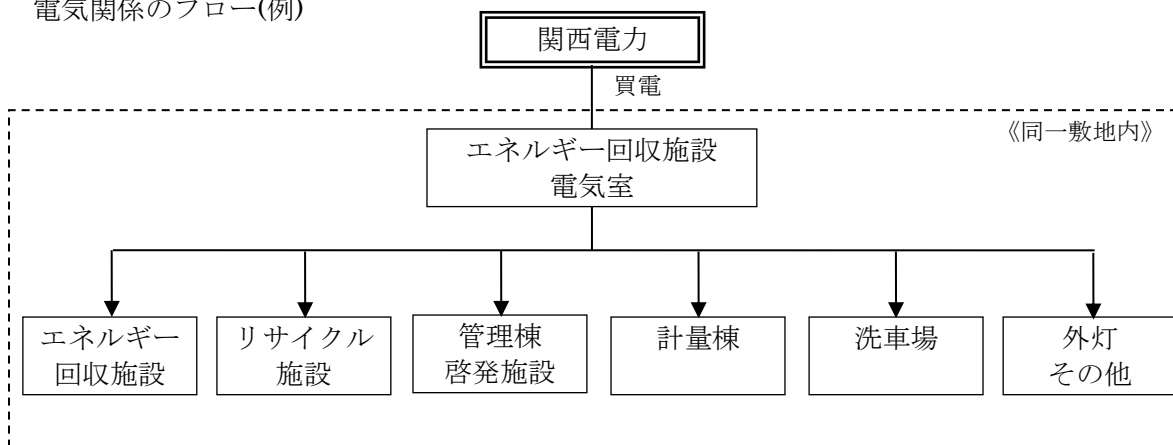 電気関係のフロー(例)
関西電力
買電
《同一敷地内》
エネルギー回収施設
電気室
エネルギー
回収施設
リサイクル
施設
管理棟
啓発施設
計量棟
洗車場
外灯
その他